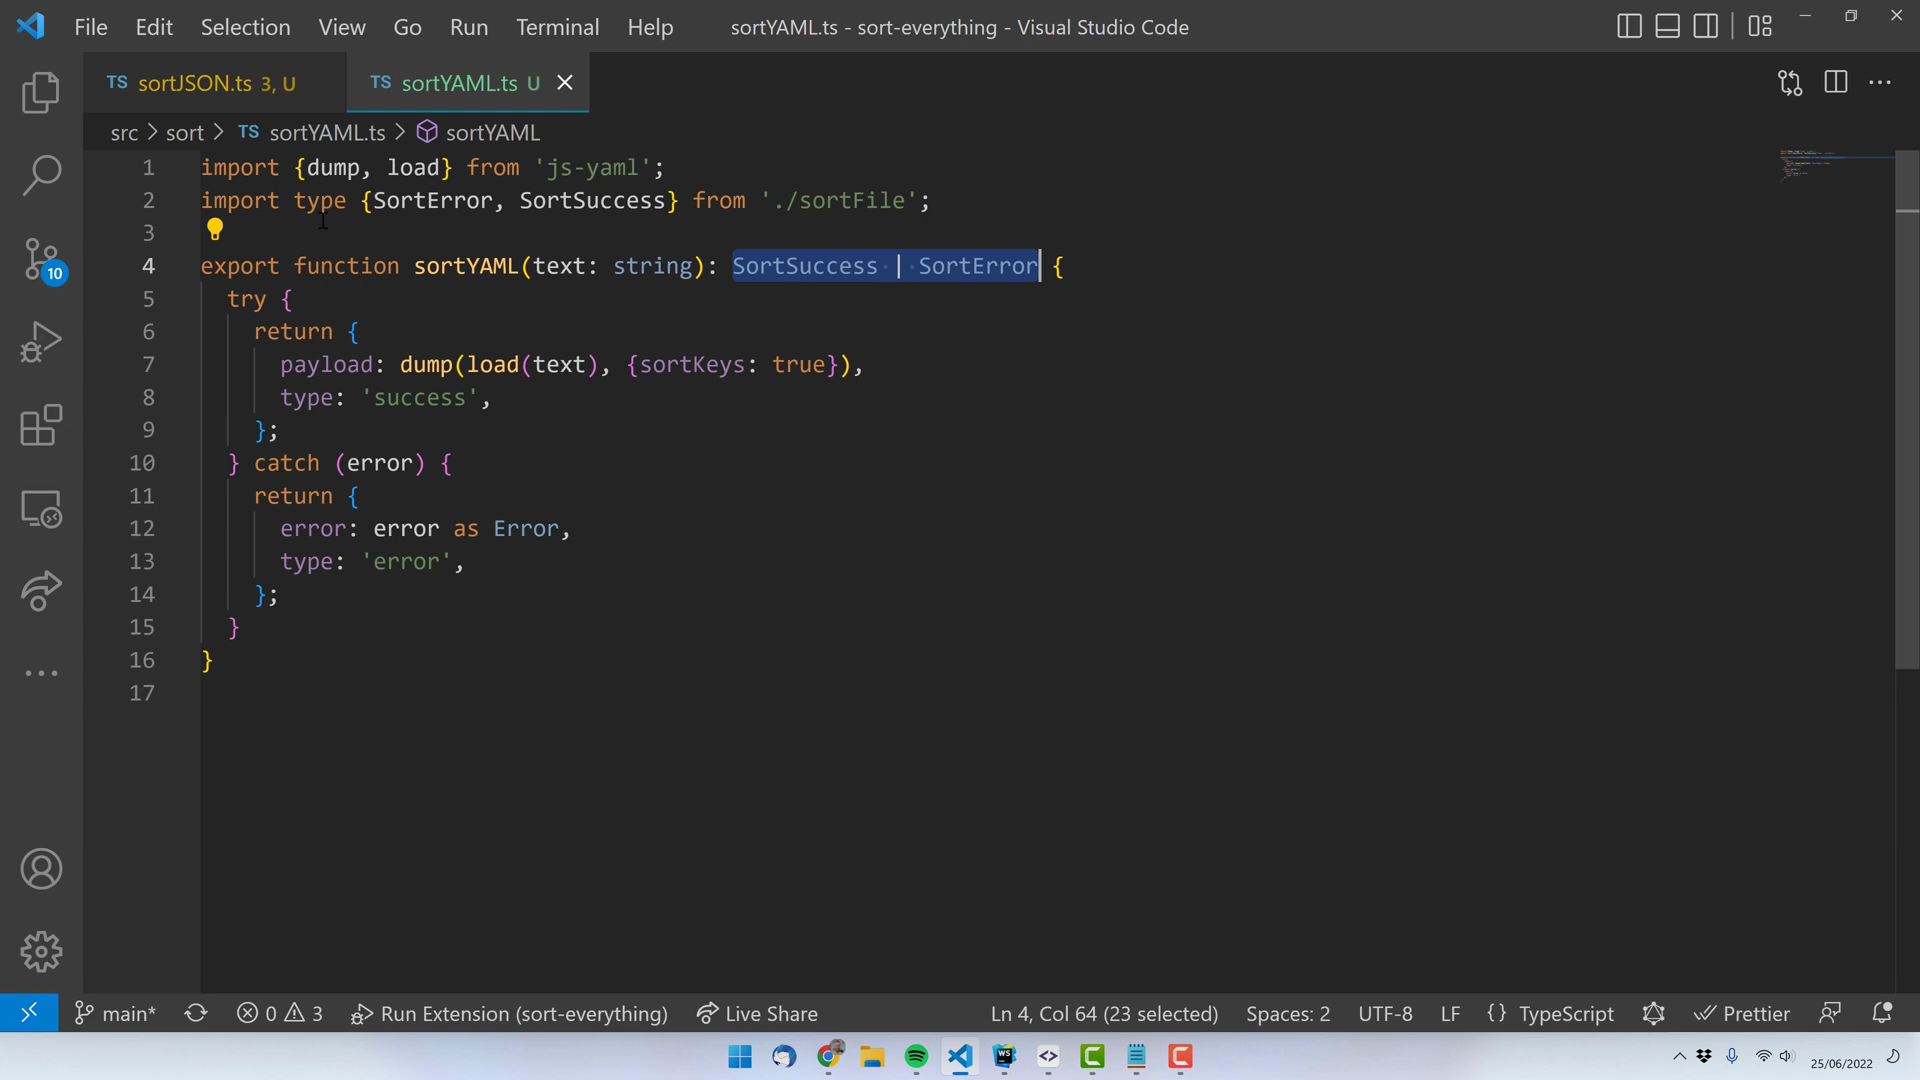 File Edit Selection View Go Run Terminal Help sortYAML.ts - sort-everything - Visual Studio Code
TS sortJSON.ts 3, U TS sortYAML.ts U
src > sort > TS sortYAML.ts > sortYAML
1 import {dump, load} from 'js-yaml';
2 import type {SortError, SortSuccess} from './sortFile';
3
4 export function sortYAML(text: string): SortSuccess | SortError {
5 try {
6 return {
7 payload: dump(load(text), {sortKeys: true}),
8 type: 'success',
9 };
10 } catch (error) {
11 return {
12 error: error as Error,
13 type: 'error',
14 };
15 }
16 }
17
10
main* 0 3 Run Extension (sort-everything) Live Share Ln 4, Col 64 (23 selected) Spaces: 2 UTF-8 LF {} TypeScript Prettier
WS
25/06/2022